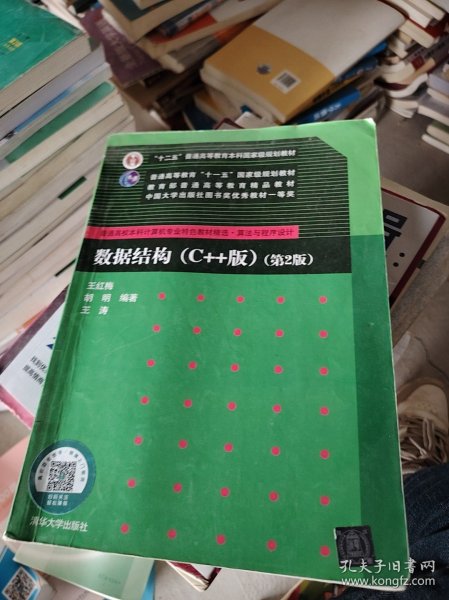 "十二五"普通高等教育本科国家级规划教材
普通高等教育"十一五"国家级规划教材
教育部普通高等教育精品教材
中国大学出版社图书奖优秀教材一等奖
普通高校本科计算机专业特色教材精选·算法与程序设计
数据结构（C++版）（第2版）
王红梅
胡 明 编著
王 涛
清华大学出版社
孔夫子旧书网
www.kongfz.com